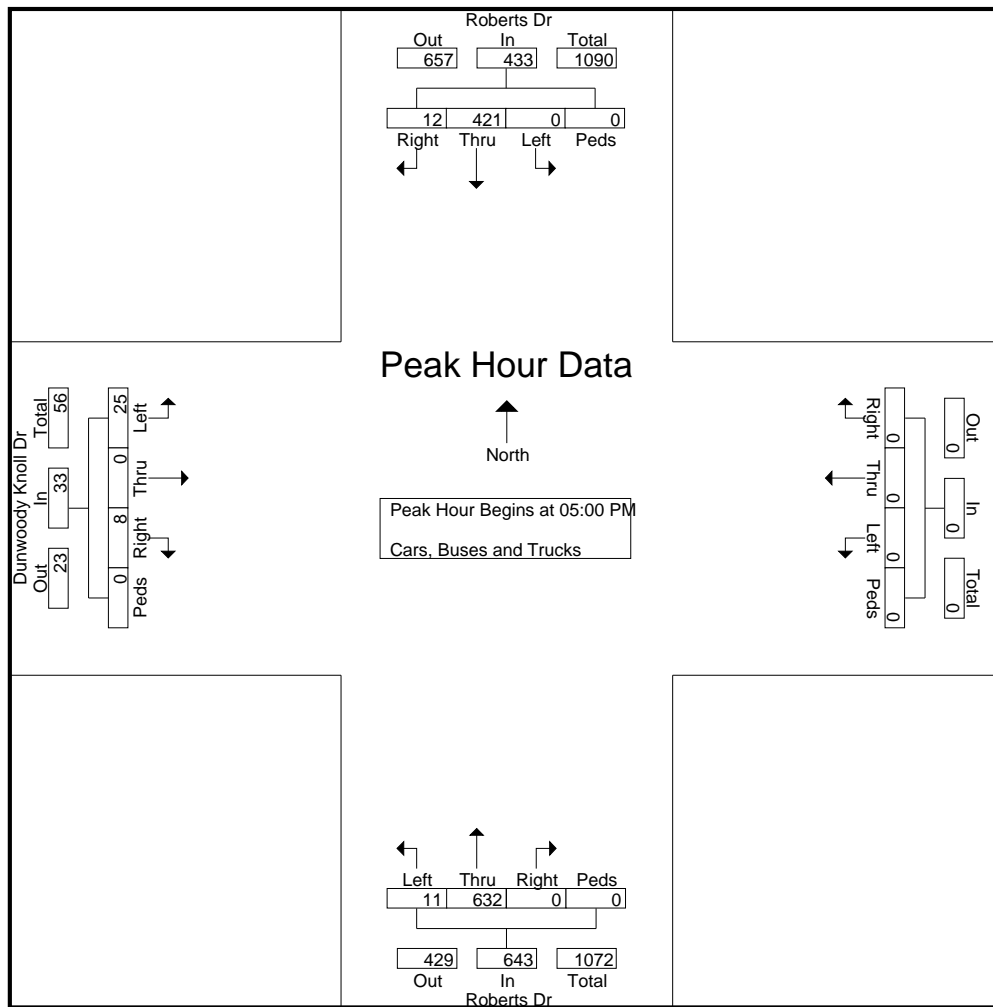 Roberts Dr
Out In Total
657 433 1090
12 421 0 0
Right Thru Left Peds
Peak Hour Data
North
Peak Hour Begins at 05:00 PM
Cars, Buses and Trucks
Dunwoody Knoll Dr
Out In Total
23 33 56
25 0 8 0
Left Thru Right Peds
Out In Total
0 0 0
0 0 0 0
Right Thru Left Peds
Left Thru Right Peds
11 632 0 0
429 643 1072
Out In Total
Roberts Dr